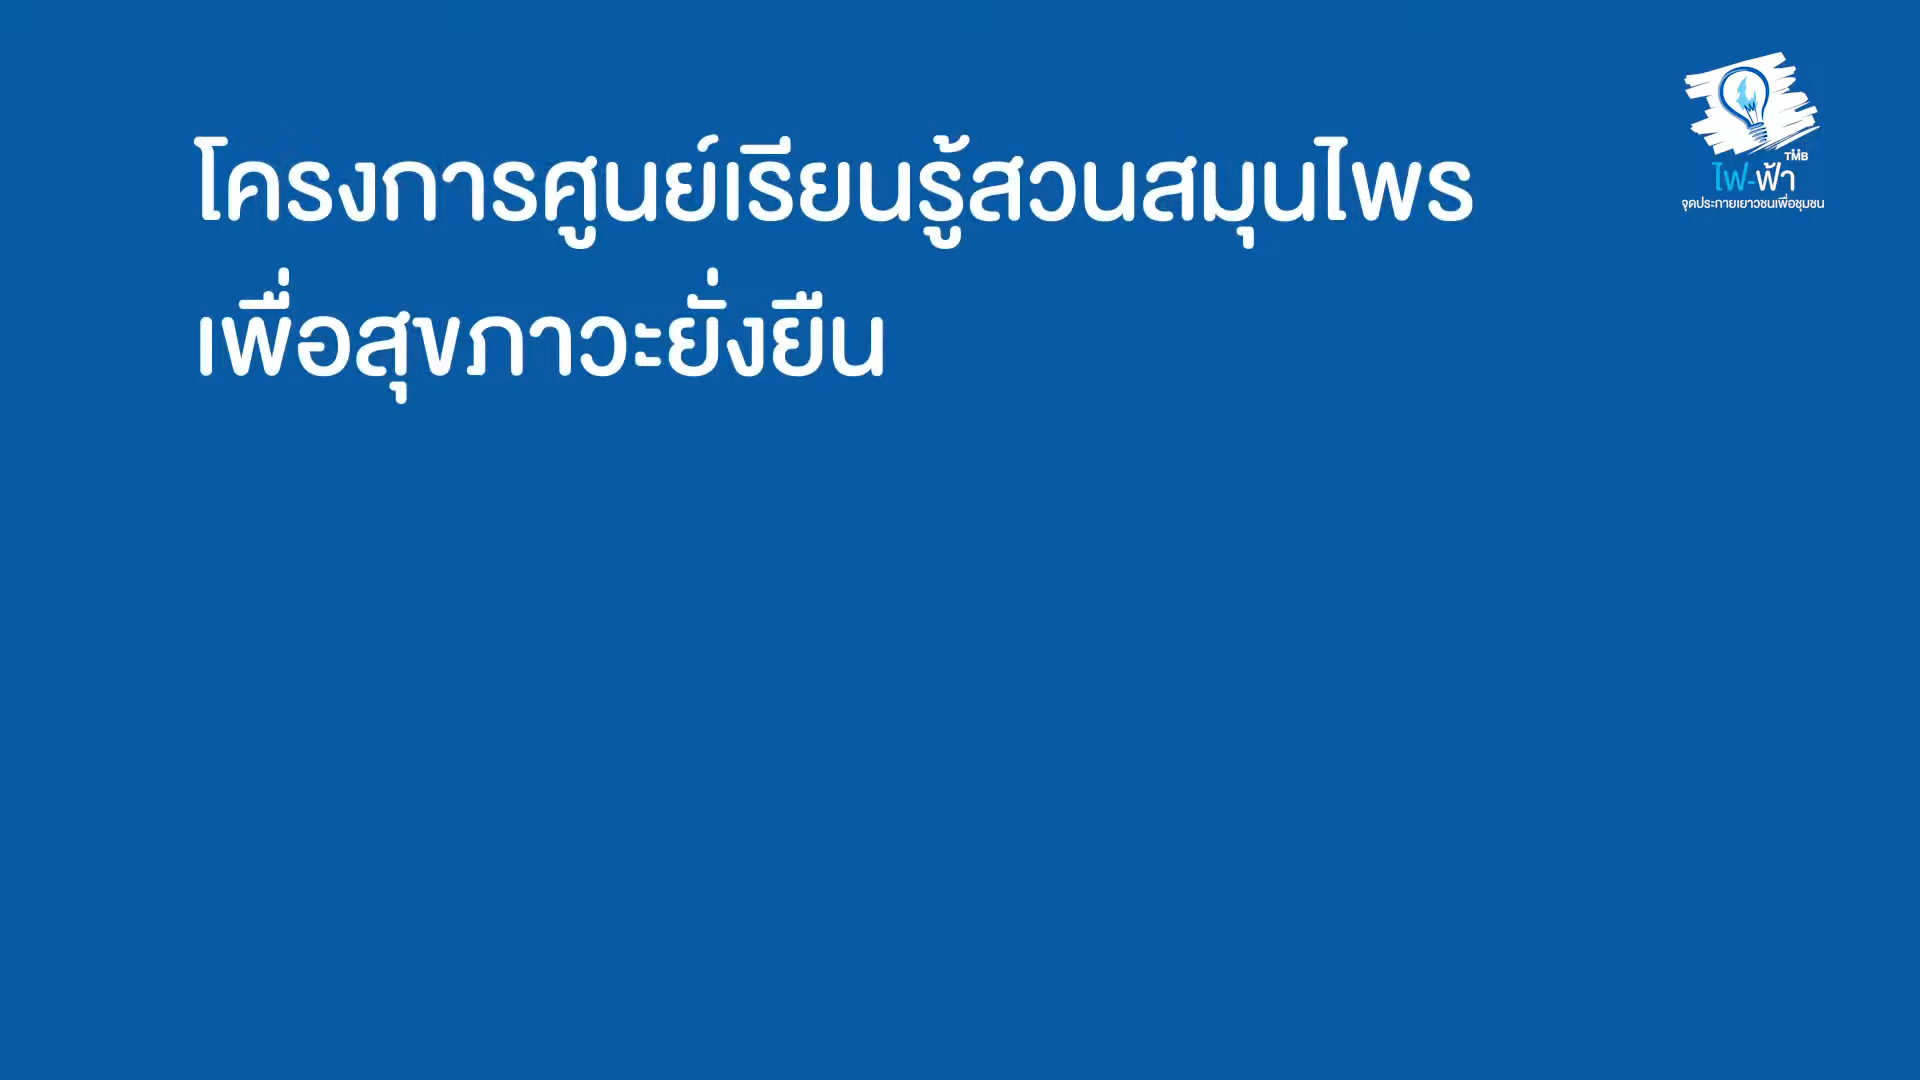 โครงการศูนย์เรียนรู้สวนสมุนไพร
เพื่อสุขภาวะยั่งยืน
TMB
ไฟ-ฟ้า
จุดประกายเยาวชนเพื่อชุมชน